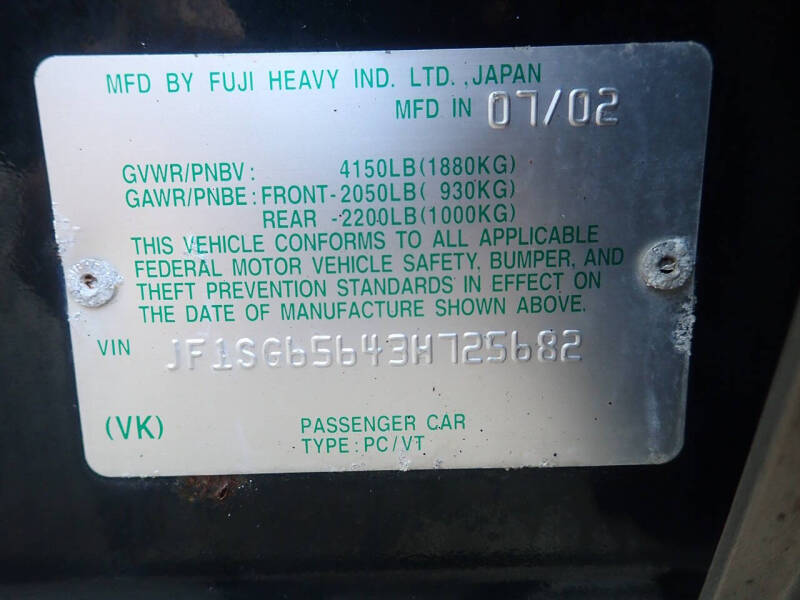 MFD BY FUJI HEAVY IND. LTD., JAPAN
MFD IN 07/02
GVWR/PNBV: 4150LB(1880KG)
GAWR/PNBE: FRONT-2050LB( 930KG)
REAR -2200LB(1000KG)
THIS VEHICLE CONFORMS TO ALL APPLICABLE
FEDERAL MOTOR VEHICLE SAFETY, BUMPER, AND
THEFT PREVENTION STANDARDS IN EFFECT ON
THE DATE OF MANUFACTURE SHOWN ABOVE.
VIN JF1SG65643H725682
(VK) PASSENGER CAR
TYPE: PC/VT